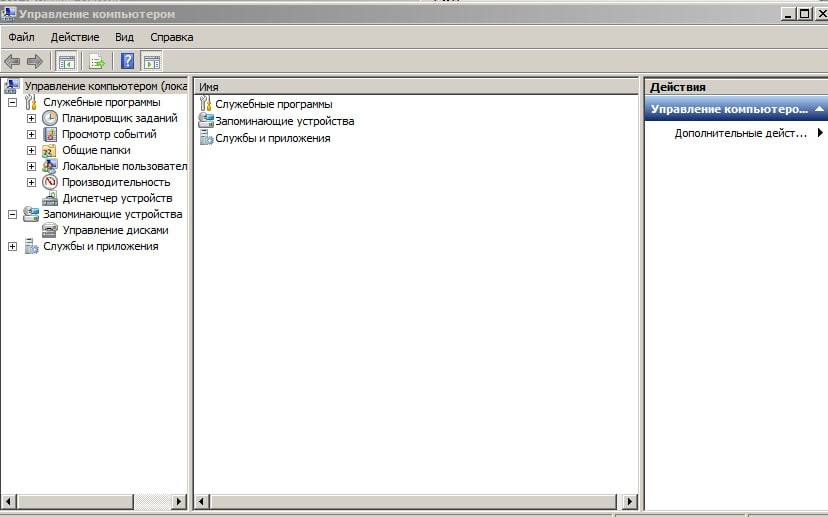 Управление компьютером
Файл Действие Вид Справка
Управление компьютером (лока
Служебные программы
Планировщик заданий
Просмотр событий
Общие папки
Локальные пользовател
Производительность
Диспетчер устройств
Запоминающие устройства
Управление дисками
Службы и приложения
Имя
Служебные программы
Запоминающие устройства
Службы и приложения
Действия
Управление компьютеро...
Дополнительные дейст...